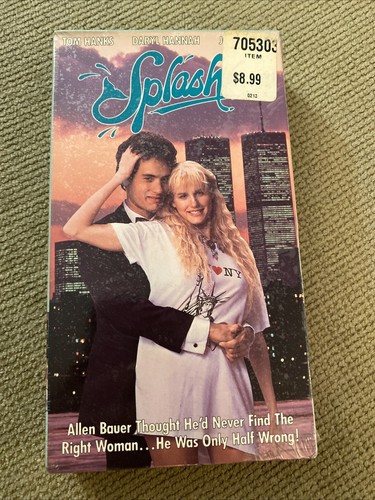 TOM HANKS DARYL HANNAH
705303
ITEM
$8.99
0212
Splash
I ♥ NY
Allen Bauer Thought He'd Never Find The
Right Woman...He Was Only Half Wrong!